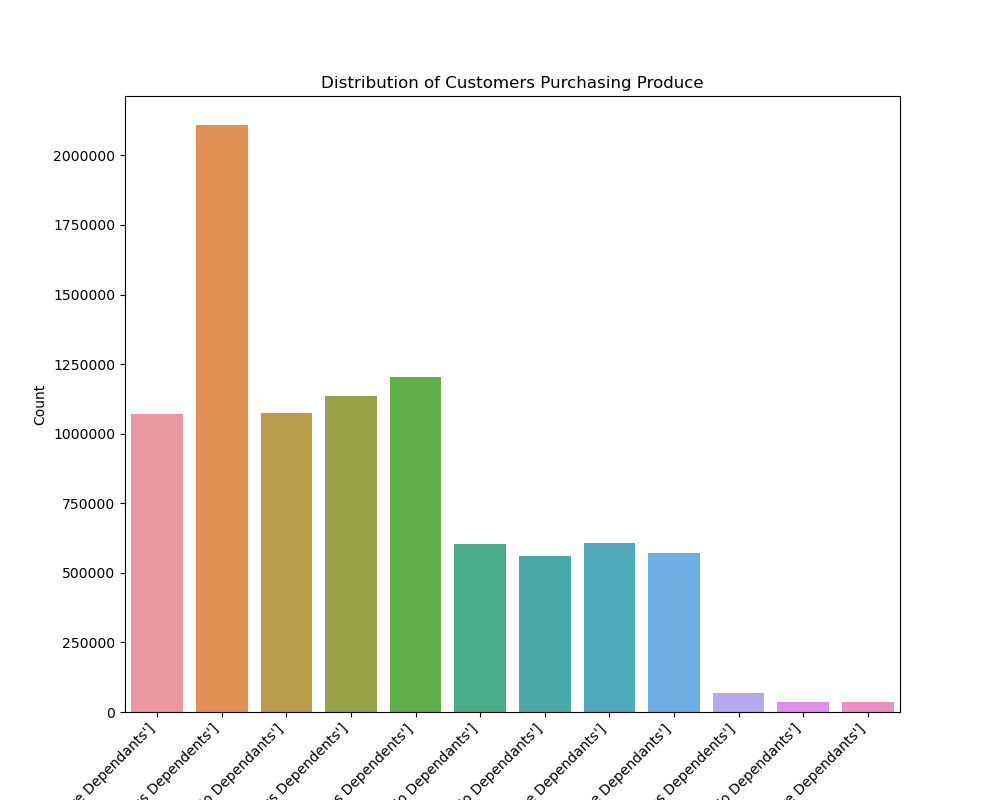 Distribution of Customers Purchasing Produce
2000000
1750000
1500000
1250000
1000000
750000
500000
250000
0
Count
Dependants']
Dependents']
Dependants']
Dependents']
Dependents']
Dependants']
Dependants']
Dependants']
Dependants']
Dependents']
Dependants']
Dependants']